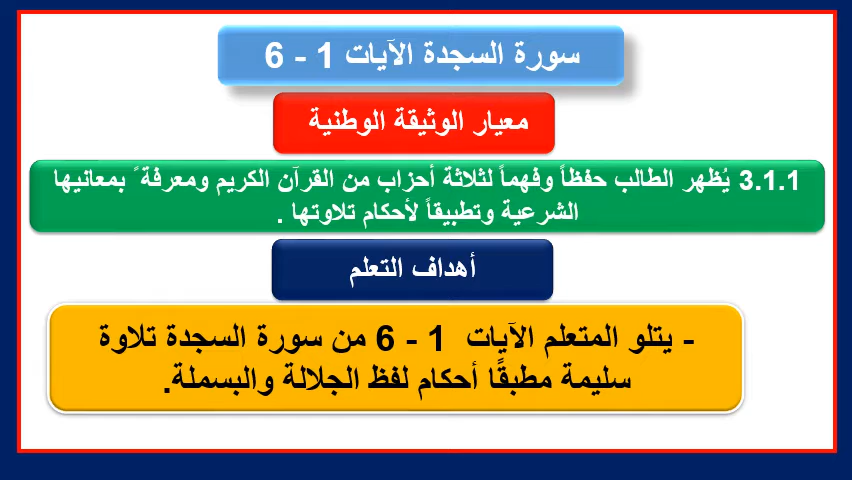 سورة السجدة الآيات 1 - 6
معيار الوثيقة الوطنية
3.1.1 يُظهر الطالب حفظاً وفهماً لثلاثة أحزاب من القرآن الكريم ومعرفة ً بمعانيها
الشرعية وتطبيقاً لأحكام تلاوتها .
أهداف التعلم
- يتلو المتعلم الآيات 1 - 6 من سورة السجدة تلاوة
سليمة مطبقًا أحكام لفظ الجلالة والبسملة.